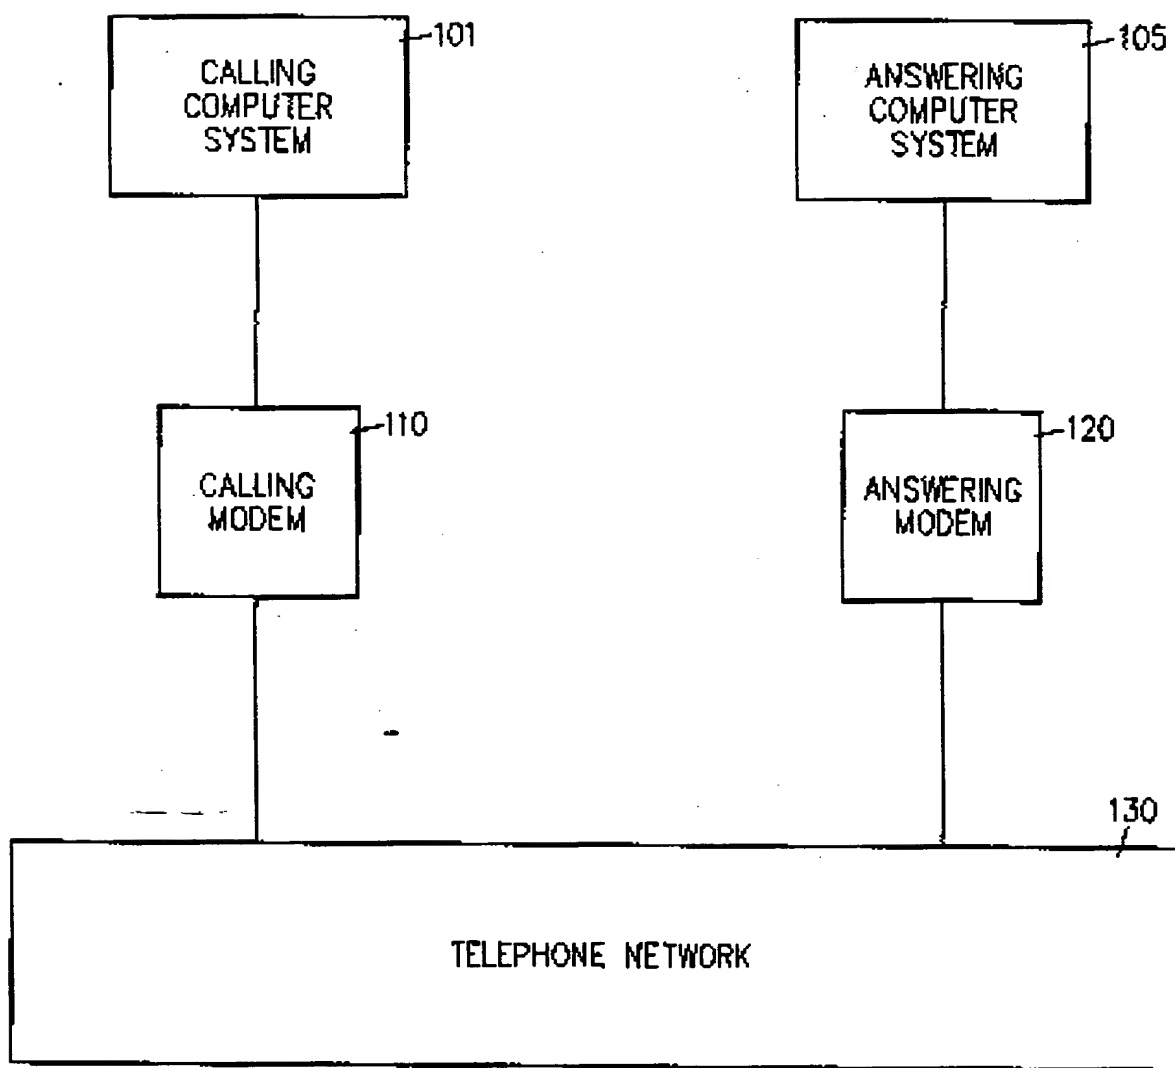 101
CALLING
COMPUTER
SYSTEM
105
ANSWERING
COMPUTER
SYSTEM
110
CALLING
MODEM
120
ANSWERING
MODEM
130
TELEPHONE NETWORK